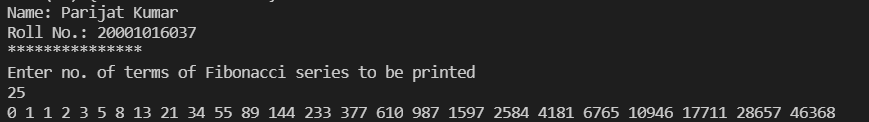 Name: Parijat Kumar
Roll No.: 20001016037
***************
Enter no. of terms of Fibonacci series to be printed
25
0 1 1 2 3 5 8 13 21 34 55 89 144 233 377 610 987 1597 2584 4181 6765 10946 17711 28657 46368